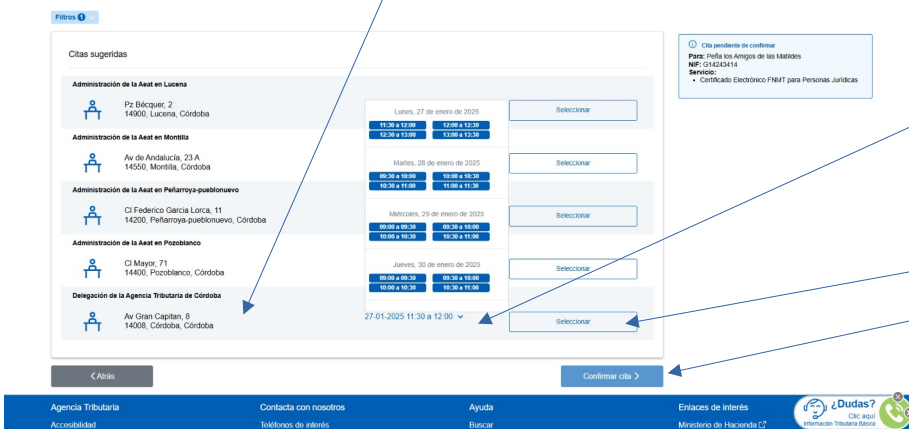 Filtros 1
Citas sugeridas
Administración de la Aeat en Lucena
Pz Bécquer, 2
14900, Lucena, Córdoba
Administración de la Aeat en Montilla
Av de Andalucía, 23 A
14550, Montilla, Córdoba
Administración de la Aeat en Peñarroya-pueblonuevo
Cl Federico Garcia Lorca, 11
14200, Peñarroya-pueblonuevo, Córdoba
Administración de la Aeat en Pozoblanco
Cl Mayor, 71
14400, Pozoblanco, Córdoba
Delegación de la Agencia Tributaria de Córdoba
Av Gran Capitan, 8
14008, Córdoba, Córdoba
Lunes, 27 de enero de 2025
11:30 a 12:00 12:00 a 12:30
12:30 a 13:00 13:00 a 13:30
Martes, 28 de enero de 2025
09:30 a 10:00 10:00 a 10:30
10:30 a 11:00 11:00 a 11:30
Miércoles, 29 de enero de 2025
09:00 a 09:30 09:30 a 10:00
10:00 a 10:30 10:30 a 11:00
Jueves, 30 de enero de 2025
09:00 a 09:30 09:30 a 10:00
10:00 a 10:30 10:30 a 11:00
27-01-2025 11:30 a 12:00
Seleccionar
Seleccionar
Seleccionar
Seleccionar
Seleccionar
Cita pendiente de confirmar
Para: Peña los Amigos de las Matildes
NIF: G14243414
Servicio:
• Certificado Electrónico FNMT para Personas Jurídicas
< Atrás
Confirmar cita >
Agencia Tributaria
Accesibilidad
Contacta con nosotros
Teléfonos de interés
Ayuda
Buscar
Enlaces de interés
Ministerio de Hacienda
¿Dudas?
Clic aquí
Información Tributaria Básica